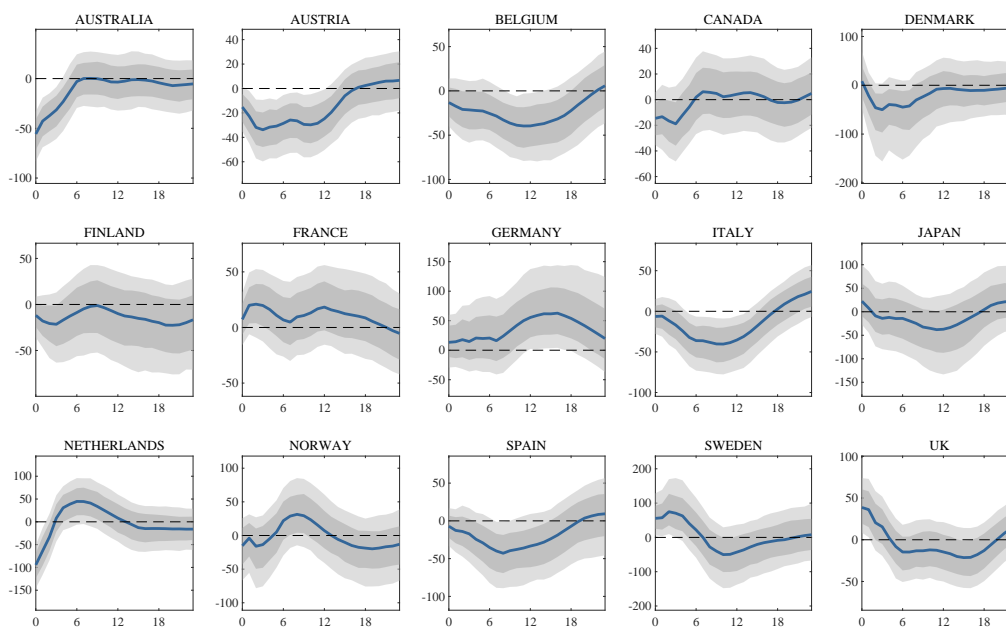 AUSTRALIA
0
-50
-100
0 6 12 18
AUSTRIA
40
20
0
-20
-40
-60
0 6 12 18
BELGIUM
50
0
-50
-100
0 6 12 18
CANADA
40
20
0
-20
-40
-60
0 6 12 18
DENMARK
100
0
-100
-200
0 6 12 18
FINLAND
50
0
-50
0 6 12 18
FRANCE
50
0
-50
0 6 12 18
GERMANY
150
100
50
0
-50
0 6 12 18
ITALY
50
0
-50
-100
0 6 12 18
JAPAN
100
50
0
-50
-100
-150
0 6 12 18
NETHERLANDS
100
50
0
-50
-100
-150
0 6 12 18
NORWAY
100
50
0
-50
-100
0 6 12 18
SPAIN
50
0
-50
-100
0 6 12 18
SWEDEN
200
100
0
-100
-200
0 6 12 18
UK
100
50
0
-50
0 6 12 18